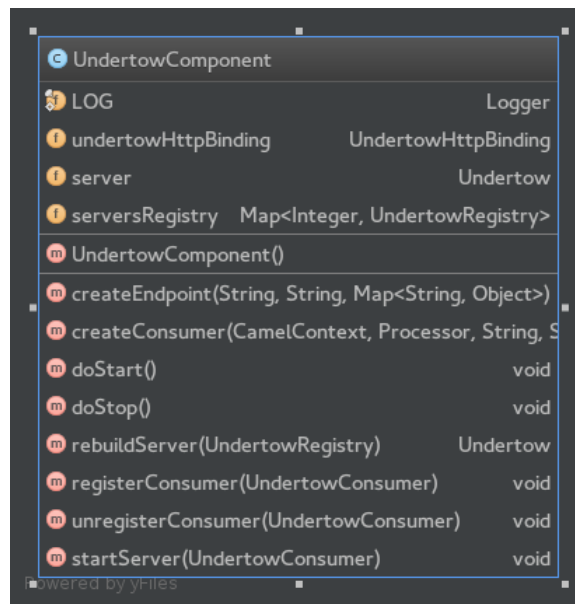 UndertowComponent
LOG Logger
undertowHttpBinding UndertowHttpBinding
server Undertow
serversRegistry Map<Integer, UndertowRegistry>
UndertowComponent()
createEndpoint(String, String, Map<String, Object>)
createConsumer(CamelContext, Processor, String, S
doStart() void
doStop() void
rebuildServer(UndertowRegistry) Undertow
registerConsumer(UndertowConsumer) void
unregisterConsumer(UndertowConsumer) void
startServer(UndertowConsumer) void
Powered by yFiles